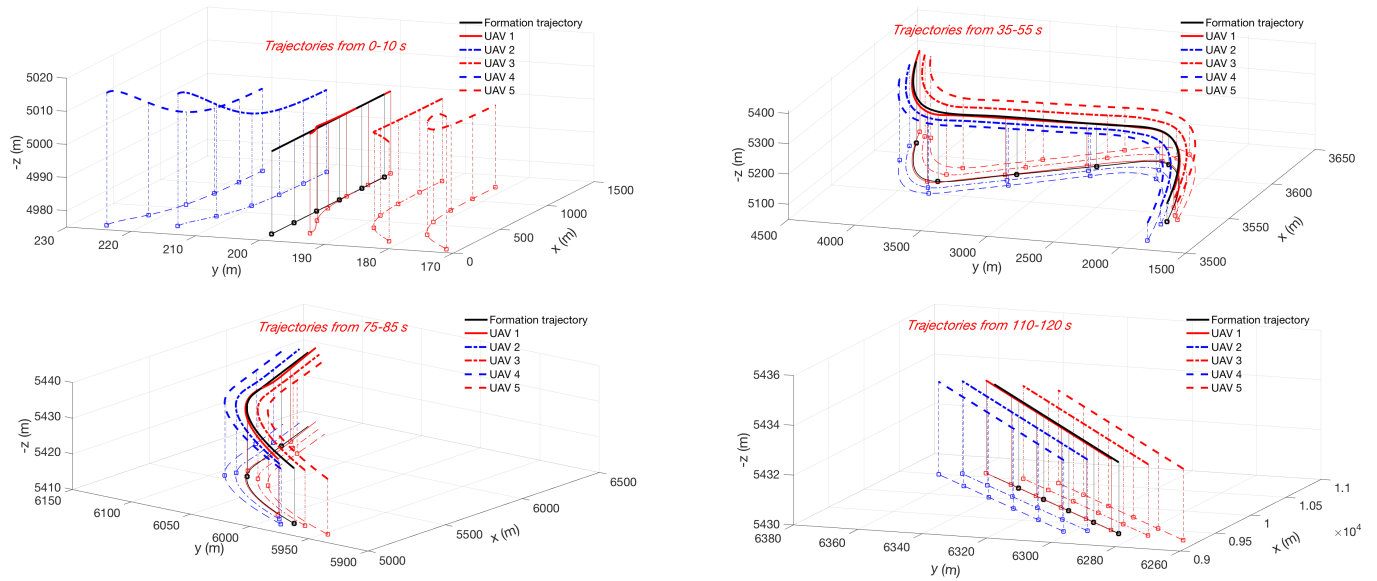 Trajectories from 0-10 s
Formation trajectory
UAV 1
UAV 2
UAV 3
UAV 4
UAV 5
5020
5010
5000
4990
4980
-z (m)
230
220
210
200
190
180
170
y (m)
0
500
1000
1500
x (m)
Trajectories from 35-55 s
Formation trajectory
UAV 1
UAV 2
UAV 3
UAV 4
UAV 5
5400
5300
5200
5100
-z (m)
4500
4000
3500
3000
2500
2000
1500
y (m)
3500
3550
3600
3650
x (m)
Trajectories from 75-85 s
Formation trajectory
UAV 1
UAV 2
UAV 3
UAV 4
UAV 5
5440
5430
5420
5410
-z (m)
6150
6100
6050
6000
5950
5900
y (m)
5000
5500
6000
6500
x (m)
Trajectories from 110-120 s
Formation trajectory
UAV 1
UAV 2
UAV 3
UAV 4
UAV 5
5436
5434
5432
5430
-z (m)
6380
6360
6340
6320
6300
6280
6260
y (m)
0.9
0.95
1
1.05
1.1
×10⁴
x (m)